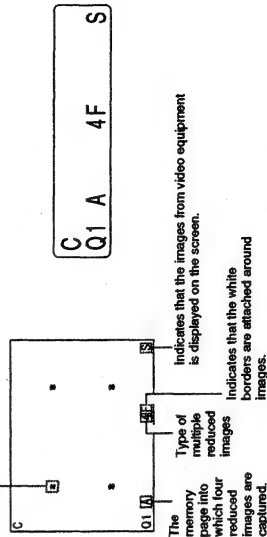 C
Q1 A 4F S
C
Q1 A 4F S
The
memory
page into
which four
reduced
images are
captured.
Type of
multiple
reduced
images
Indicates that the white
borders are attached around
images.
Indicates that the images from video equipment
is displayed on the screen.